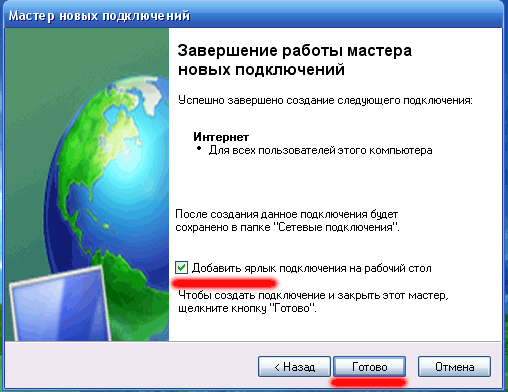 Мастер новых подключений
Завершение работы мастера
новых подключений
Успешно завершено создание следующего подключения:
Интернет
• Для всех пользователей этого компьютера
После создания данное подключения будет
сохранено в папке "Сетевые подключения".
Добавить ярлык подключения на рабочий стол
Чтобы создать подключение и закрыть этот мастер,
щелкните кнопку "Готово".
< Назад Готово Отмена